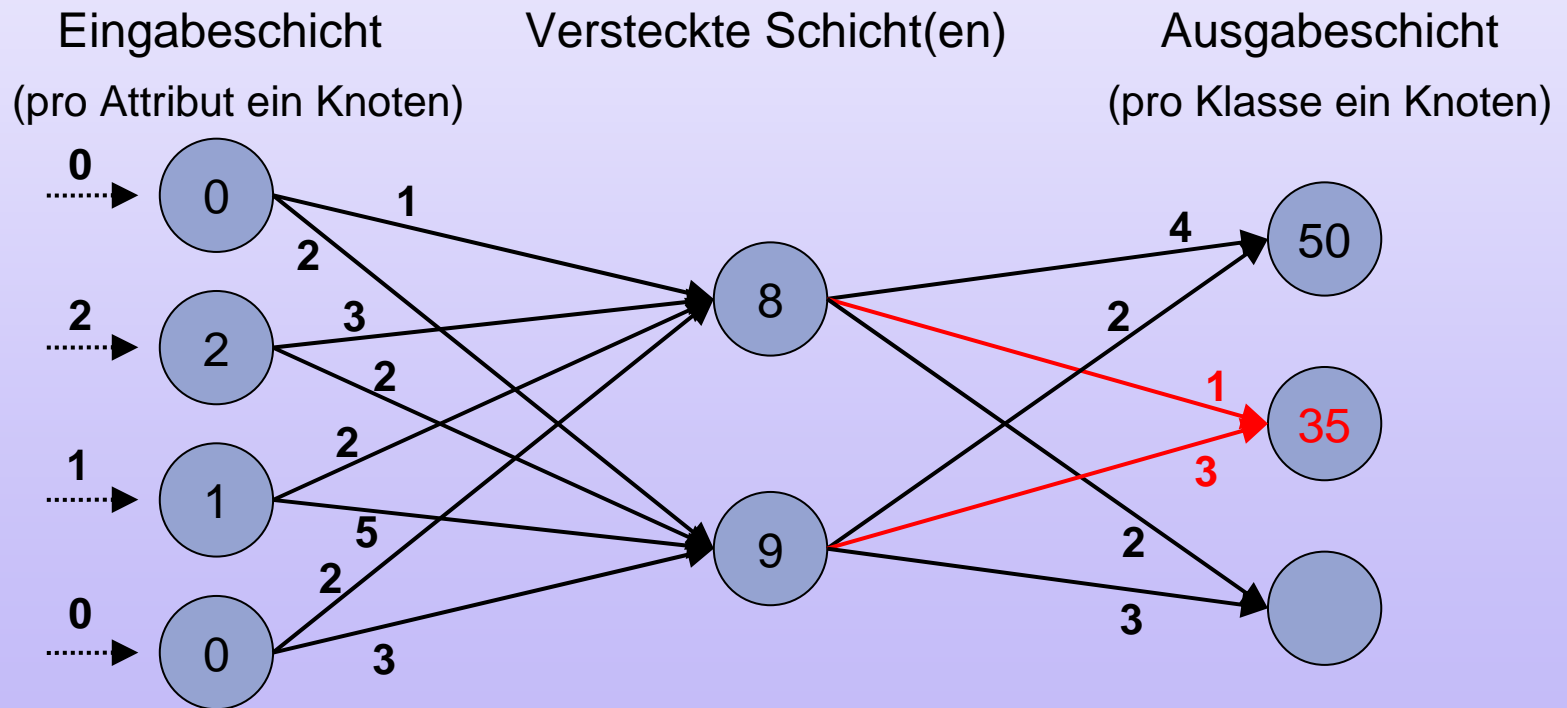 Eingabeschicht Versteckte Schicht(en) Ausgabeschicht
(pro Attribut ein Knoten) (pro Klasse ein Knoten)
0 0 1 4 50
2
2 2 3 8 2
2 1 35
1 1 2 3
5 9 2
0 0 2 3
3